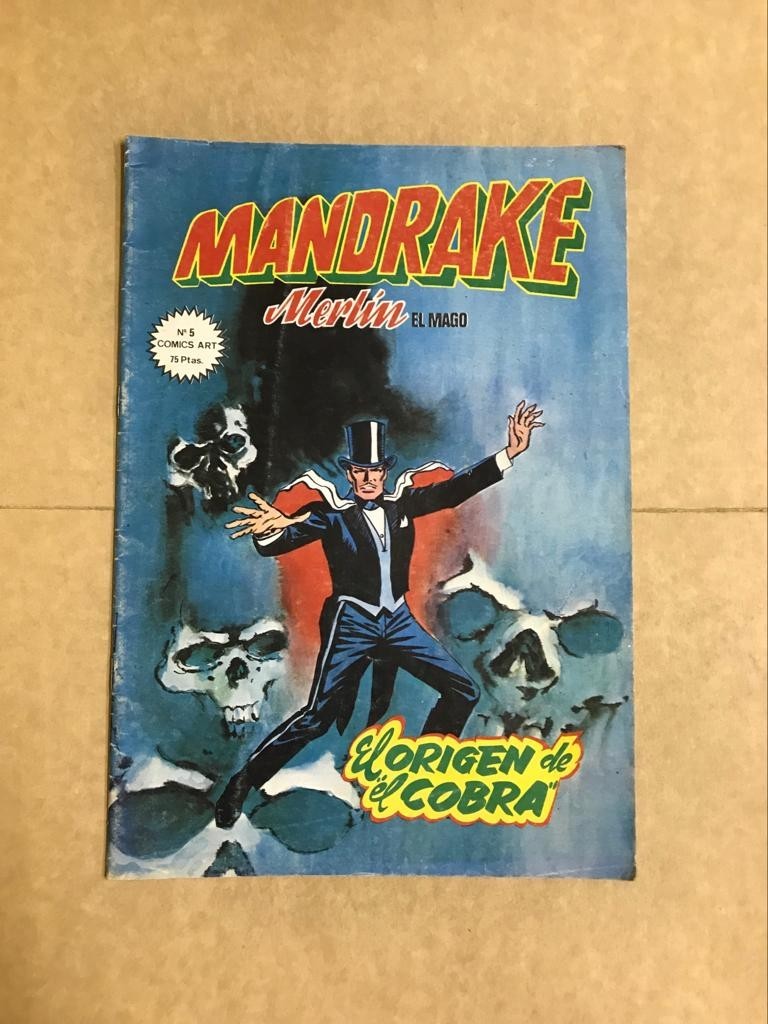 MANDRAKE
Merlín EL MAGO
Nº 5
COMICS ART
75 Ptas.
El ORIGEN de
"el COBRA"